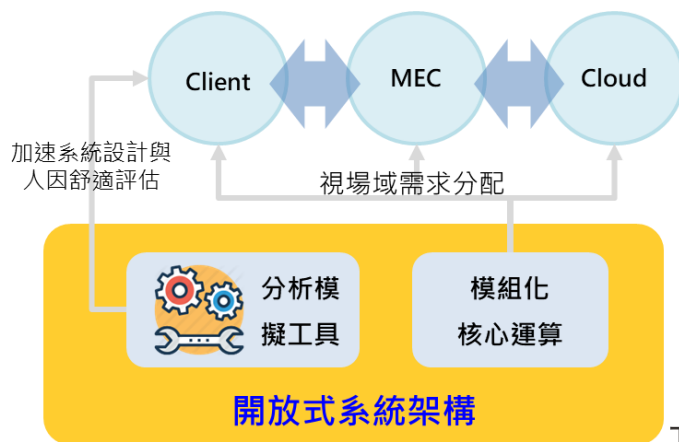 Client
MEC
Cloud
加速系統設計與
人因舒適評估
視場域需求分配
分析模
擬工具
模組化
核心運算
開放式系統架構